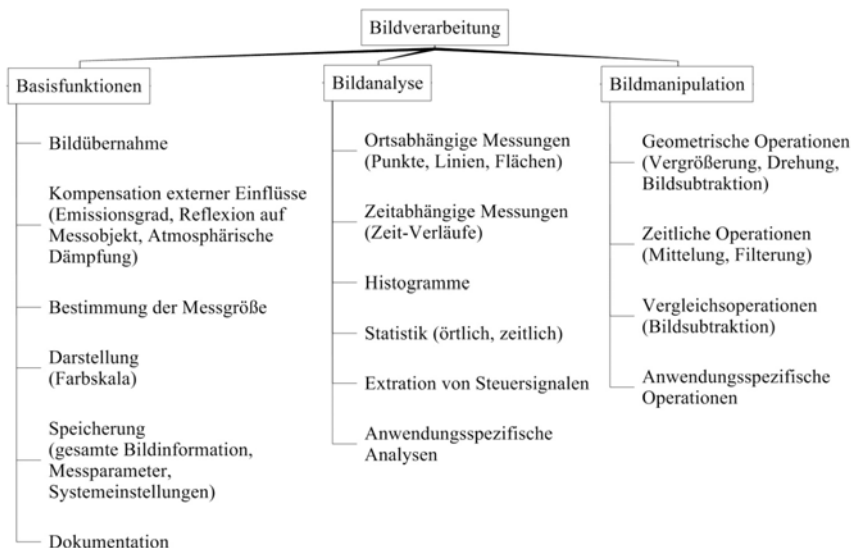 Bildverarbeitung
Basisfunktionen
Bildübernahme
Kompensation externer Einflüsse
(Emissionsgrad, Reflexion auf
Messobjekt, Atmosphärische
Dämpfung)
Bestimmung der Messgröße
Darstellung
(Farbskala)
Speicherung
(gesamte Bildinformation,
Messparameter,
Systemeinstellungen)
Dokumentation
Bildanalyse
Ortsabhängige Messungen
(Punkte, Linien, Flächen)
Zeitabhängige Messungen
(Zeit-Verläufe)
Histogramme
Statistik (örtlich, zeitlich)
Extration von Steuersignalen
Anwendungsspezifische
Analysen
Bildmanipulation
Geometrische Operationen
(Vergrößerung, Drehung,
Bildsubtraktion)
Zeitliche Operationen
(Mittelung, Filterung)
Vergleichsoperationen
(Bildsubtraktion)
Anwendungsspezifische
Operationen